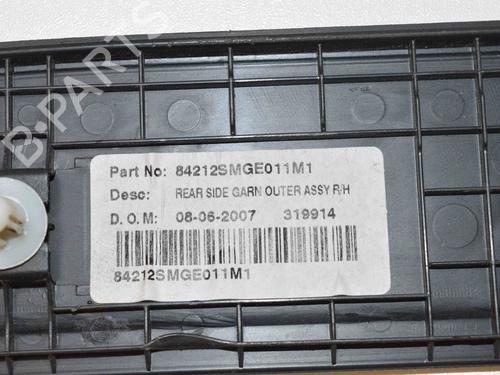 B-PARTS
Part No: 84212SMGE011M1
Desc: REAR SIDE GARN OUTER ASSY R/H
D. O. M: 08-06-2007 319914
84212SMGE011M1